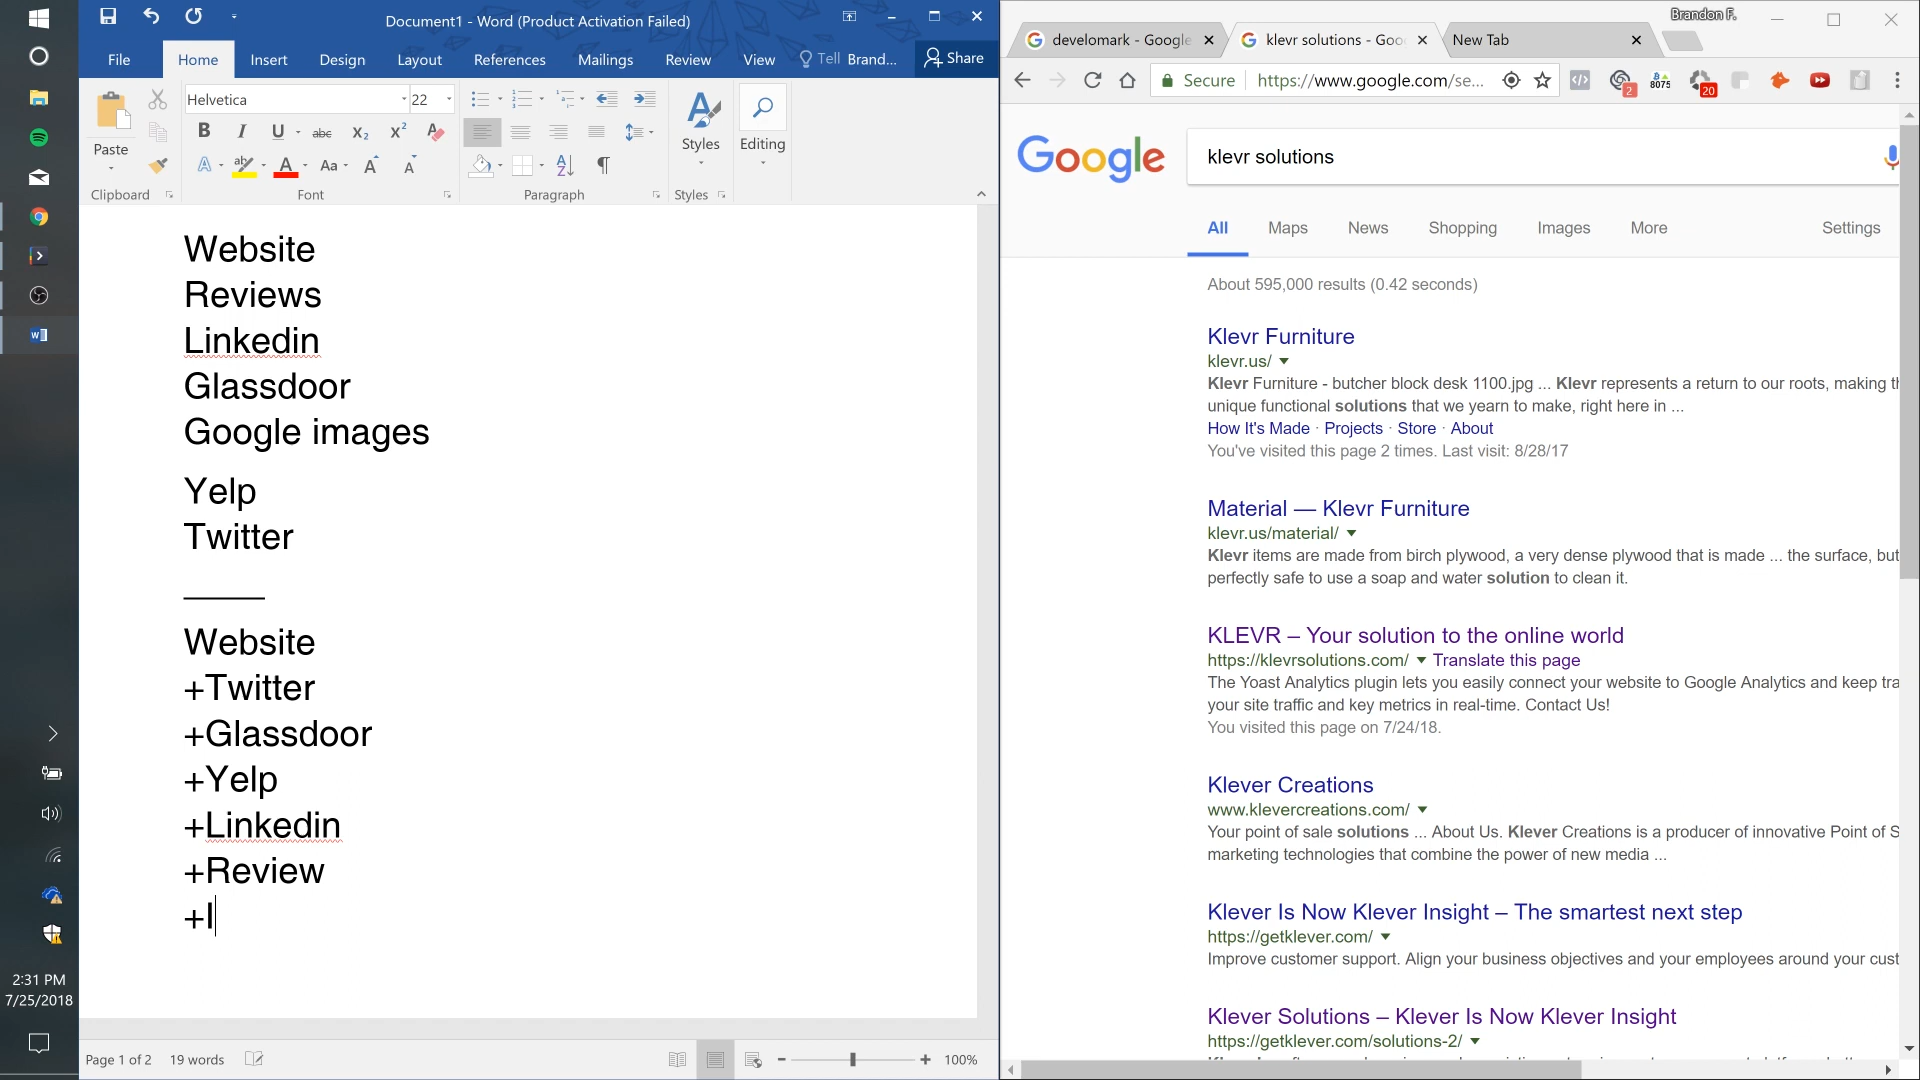 Document1 - Word (Product Activation Failed)
File Home Insert Design Layout References Mailings Review View Tell Brand... Share
Helvetica 22
Paste
B I U abc X₂ X² A
A ab A Aa A A
Styles
Editing
Clipboard Font Paragraph Styles
Website
Reviews
Linkedin
Glassdoor
Google images
Yelp
Twitter
Website
+Twitter
+Glassdoor
+Yelp
+Linkedin
+Review
+I
Page 1 of 2 19 words 100%
2:31 PM
7/25/2018
Brandon F.
develomark - Google
klevr solutions - Goo
New Tab
Secure https://www.google.com/se...
2 8075 20
Google
klevr solutions
All Maps News Shopping Images More Settings
About 595,000 results (0.42 seconds)
Klevr Furniture
klevr.us/
Klevr Furniture - butcher block desk 1100.jpg ... Klevr represents a return to our roots, making
unique functional solutions that we yearn to make, right here in ...
How It's Made · Projects · Store · About
You've visited this page 2 times. Last visit: 8/28/17
Material — Klevr Furniture
klevr.us/material/
Klevr items are made from birch plywood, a very dense plywood that is made ... the surface, but
perfectly safe to use a soap and water solution to clean it.
KLEVR – Your solution to the online world
https://klevrsolutions.com/ Translate this page
The Yoast Analytics plugin lets you easily connect your website to Google Analytics and keep
your site traffic and key metrics in real-time. Contact Us!
You visited this page on 7/24/18.
Klever Creations
www.klevercreations.com/
Your point of sale solutions ... About Us. Klever Creations is a producer of innovative Point of S
marketing technologies that combine the power of new media ...
Klever Is Now Klever Insight – The smartest next step
https://getklever.com/
Improve customer support. Align your business objectives and your employees around your cust
Klever Solutions – Klever Is Now Klever Insight
https://getklever.com/solutions-2/